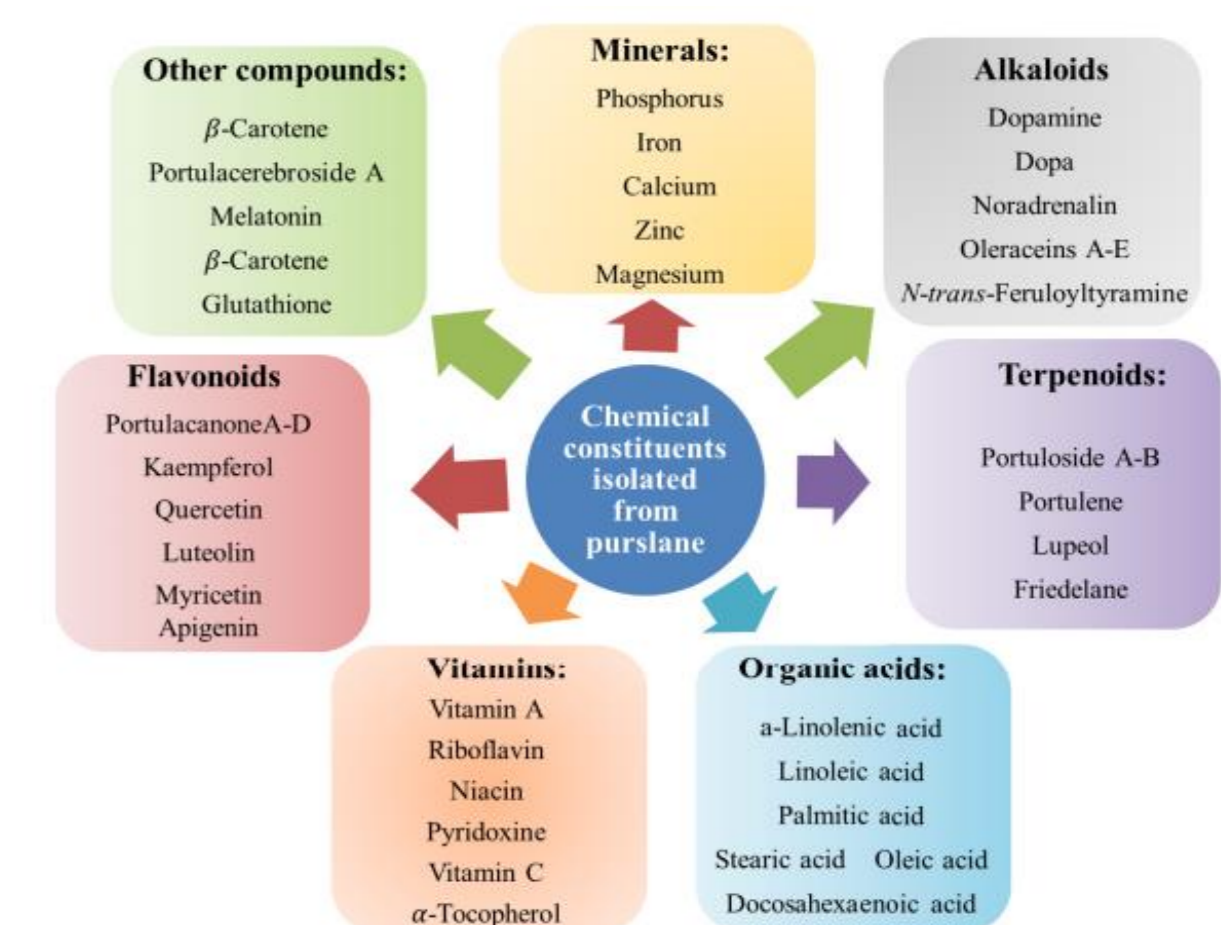 Other compounds:
β-Carotene
Portulacerebroside A
Melatonin
β-Carotene
Glutathione
Minerals:
Phosphorus
Iron
Calcium
Zinc
Magnesium
Alkaloids
Dopamine
Dopa
Noradrenalin
Oleraceins A-E
N-trans-Feruloyltyramine
Flavonoids
PortulacanoneA-D
Kaempferol
Quercetin
Luteolin
Myricetin
Apigenin
Chemical
constituents
isolated
from
purslane
Terpenoids:
Portuloside A-B
Portulene
Lupeol
Friedelane
Vitamins:
Vitamin A
Riboflavin
Niacin
Pyridoxine
Vitamin C
α-Tocopherol
Organic acids:
a-Linolenic acid
Linoleic acid
Palmitic acid
Stearic acid Oleic acid
Docosahexaenoic acid